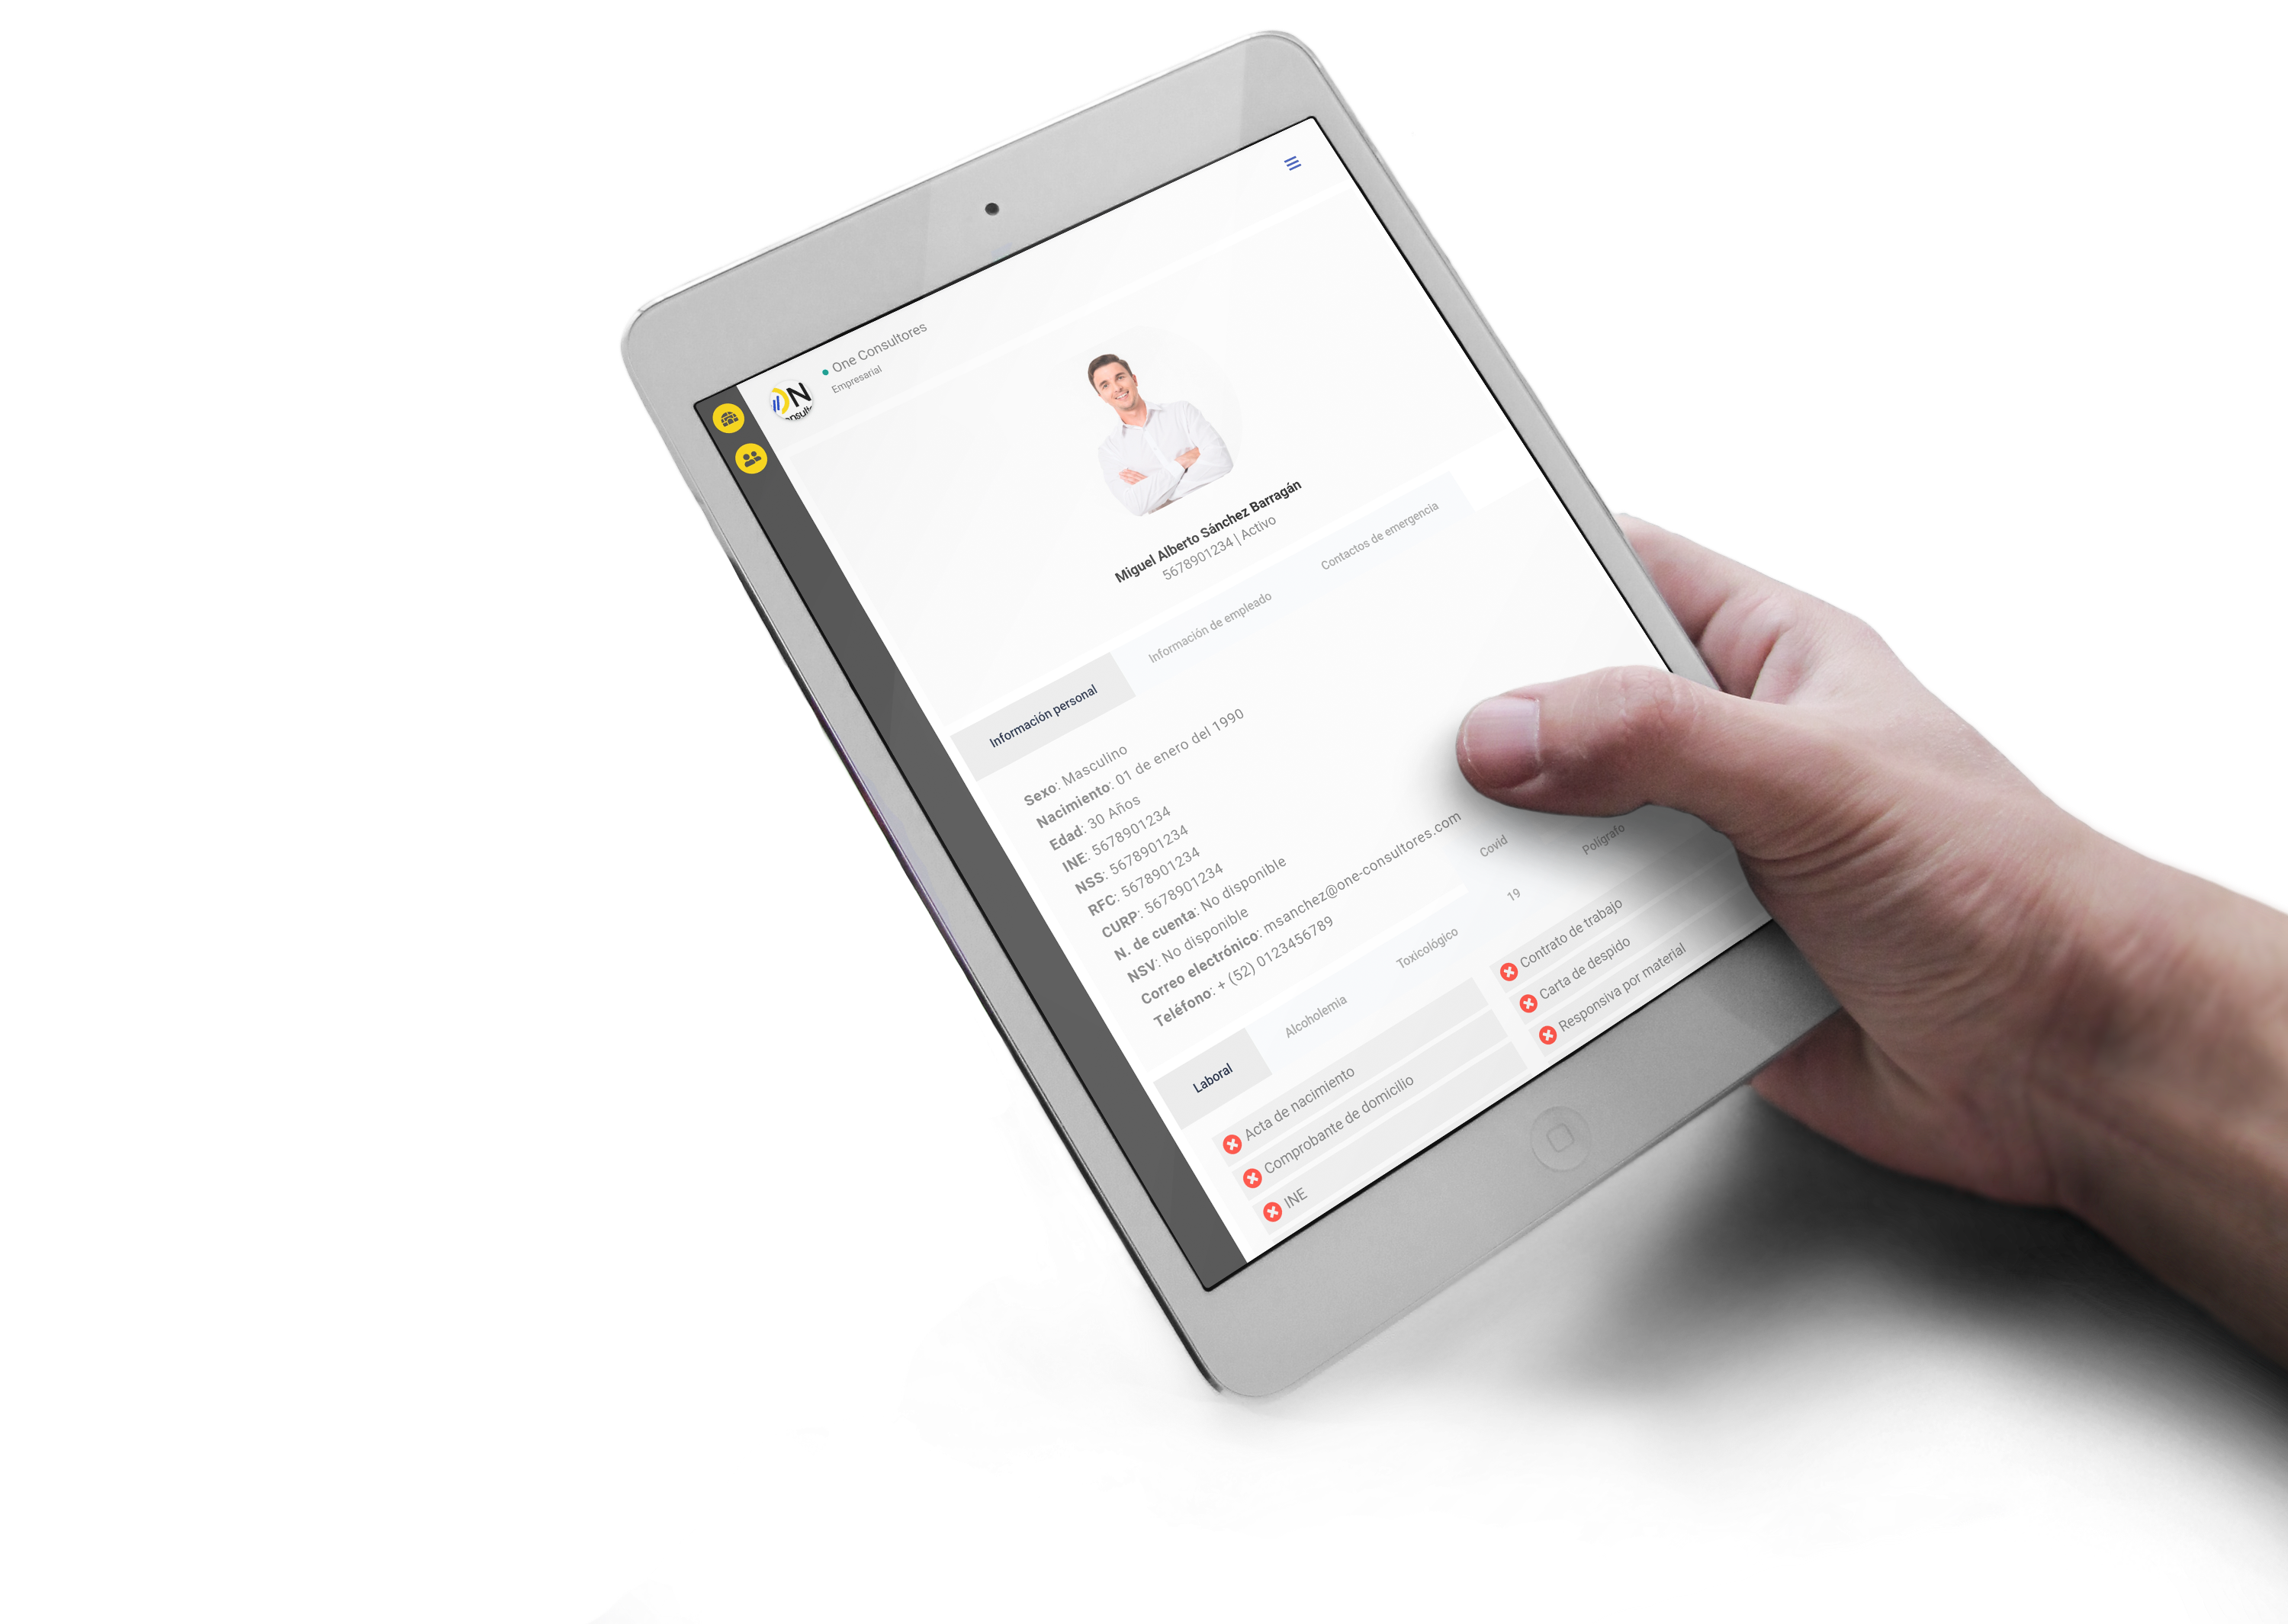 One Consultores
Empresarial
ON
Miguel Alberto Sánchez Barragán
5678901234 | Activo
Información personal
Información de empleado
Contactos de emergencia
Sexo: Masculino
Nacimiento: 01 de enero del 1990
Edad: 30 Años
INE: 5678901234
NSS: 5678901234
RFC: 5678901234
CURP: 5678901234
N. de cuenta: No disponible
NSV: No disponible
Correo electrónico: msanchez@one-consultores.com
Teléfono: + (52) 0123456789
Laboral
Alcoholemia
Toxicológico
Covid
19
Polígrafo
Acta de nacimiento
Comprobante de domicilio
INE
Contrato de trabajo
Carta de despido
Responsiva por material